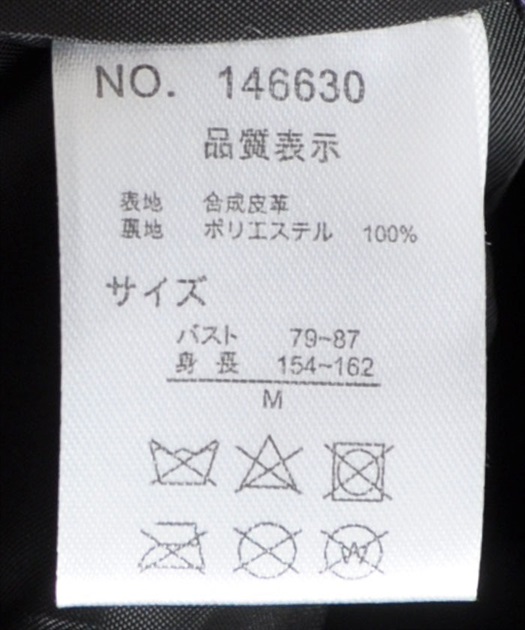 NO. 146630
品質表示
表地 合成皮革
裏地 ポリエステル 100%
サイズ
バスト 79~87
身長 154~162
M
W